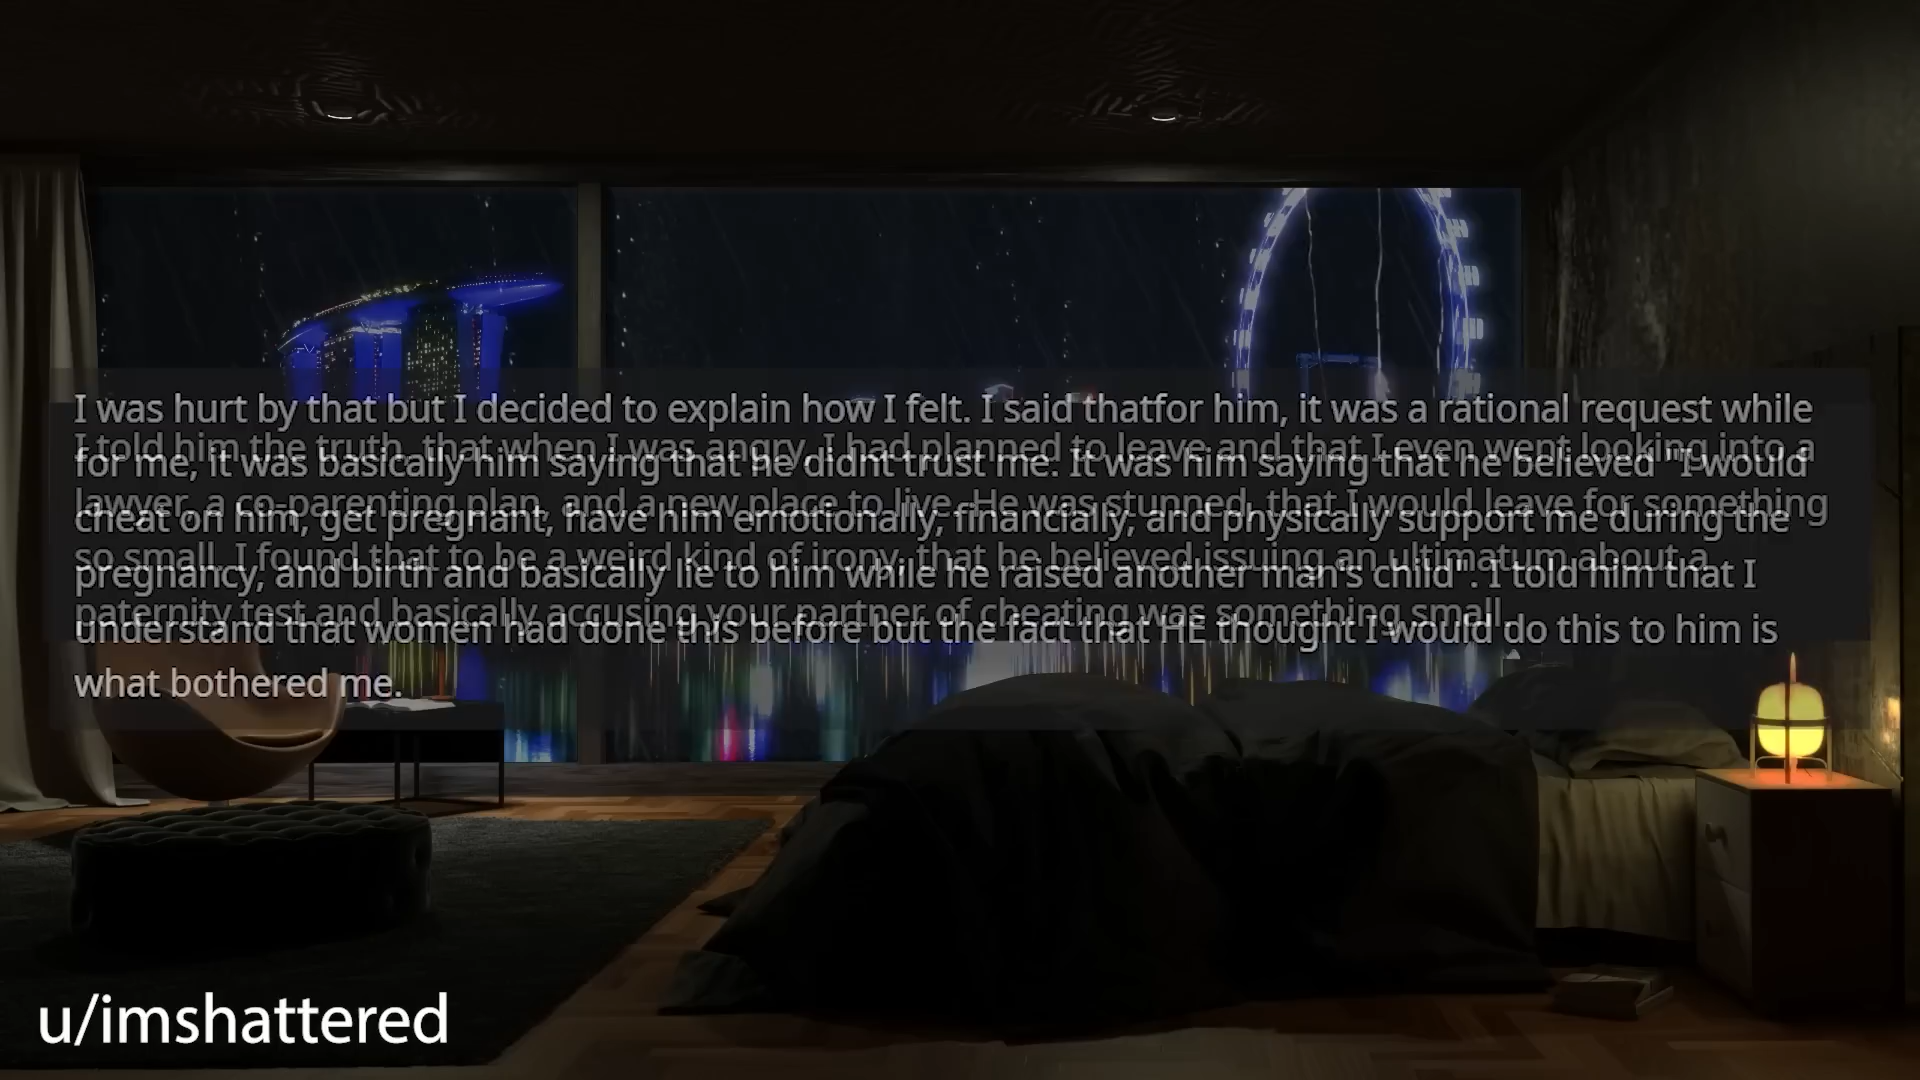 I was hurt by that but I decided to explain how I felt. I said thatfor him, it was a rational request while
for me, it was basically him saying that he didnt trust me. It was him saying that he believed "I would
cheat on him, get pregnant, have him emotionally, financially, and physically support me during the
pregnancy, and birth and basically lie to him while he raised another man's child". I told him that I
understand that women had done this before but the fact that HE thought I would do this to him is
what bothered me.
I told him the truth, that when I was angry, I had planned to leave and that I even went looking into a
lawyer, a co-parenting plan, and a new place to live. He was stunned, that I would leave for something
so small. I found that to be a weird kind of irony, that he believed issuing an ultimatum about a
paternity test and basically accusing your partner of cheating was something small.
u/imshattered